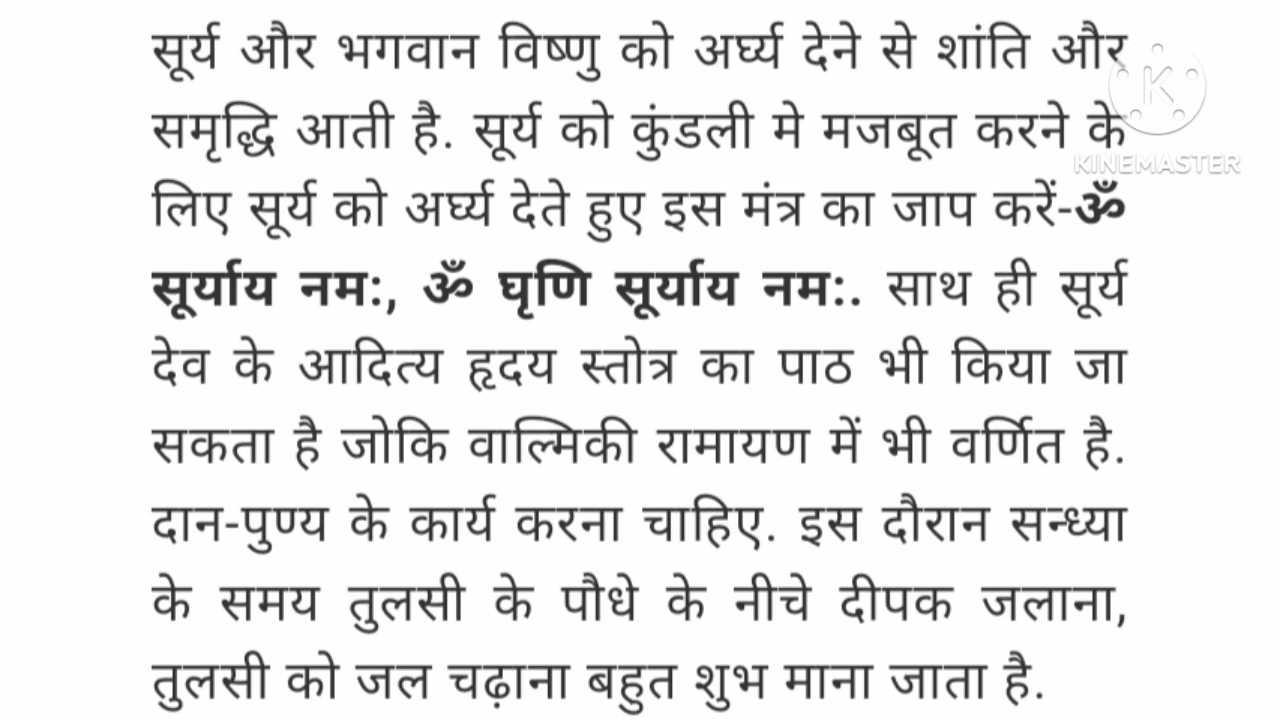 सूर्य और भगवान विष्णु को अर्घ्य देने से शांति और
समृद्धि आती है. सूर्य को कुंडली मे मजबूत करने के
लिए सूर्य को अर्घ्य देते हुए इस मंत्र का जाप करें-ॐ
सूर्याय नम:, ॐ घृणि सूर्याय नम:. साथ ही सूर्य
देव के आदित्य हृदय स्तोत्र का पाठ भी किया जा
सकता है जोकि वाल्मिकी रामायण में भी वर्णित है.
दान-पुण्य के कार्य करना चाहिए. इस दौरान सन्ध्या
के समय तुलसी के पौधे के नीचे दीपक जलाना,
तुलसी को जल चढ़ाना बहुत शुभ माना जाता है.
K
KINEMASTER